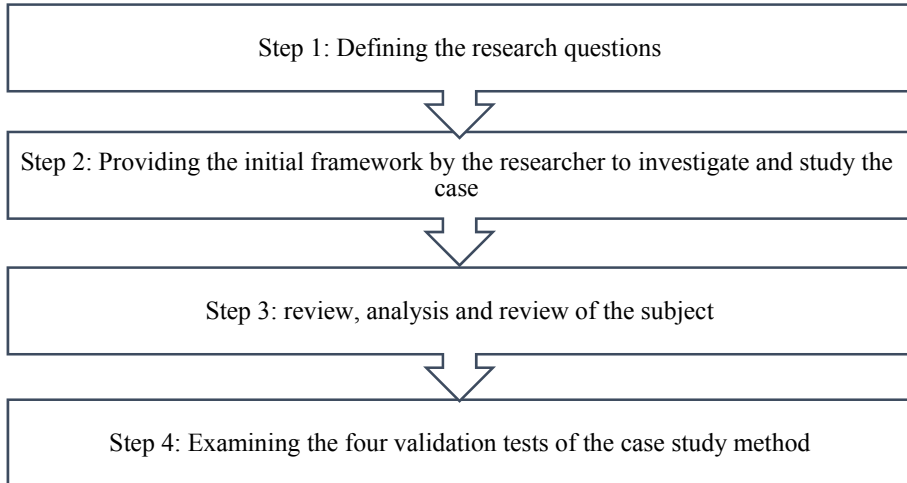 Step 1: Defining the research questions
Step 2: Providing the initial framework by the researcher to investigate and study the
case
Step 3: review, analysis and review of the subject
Step 4: Examining the four validation tests of the case study method